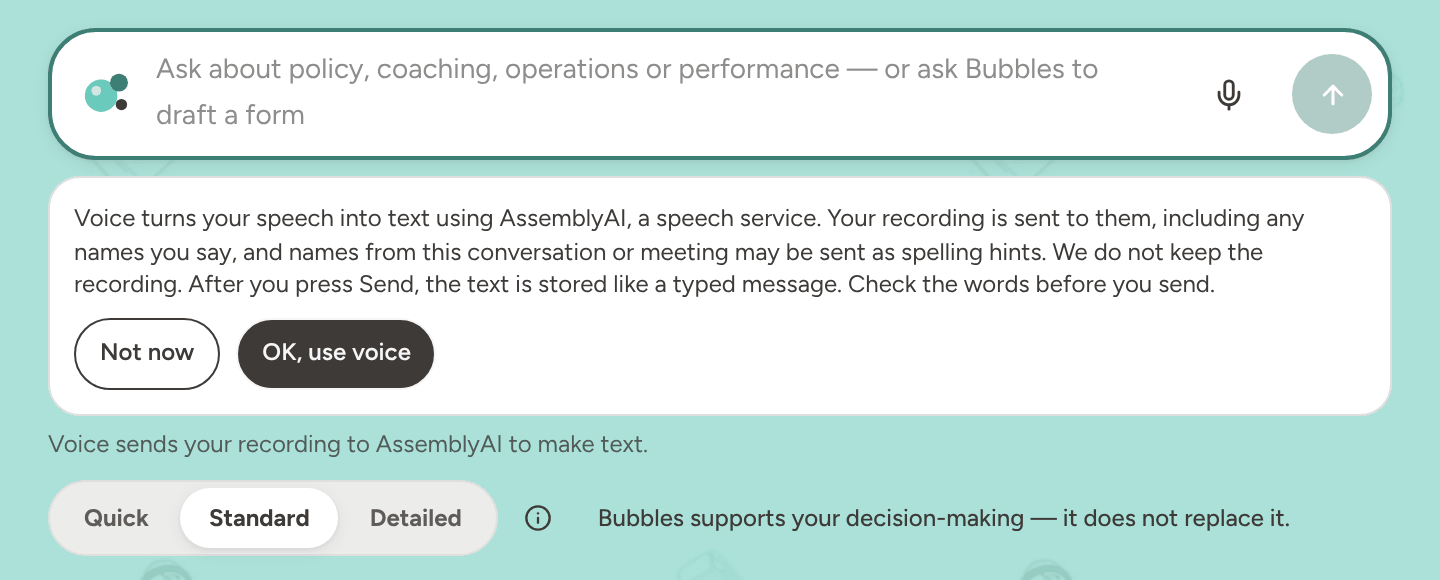 Ask about policy, coaching, operations or performance — or ask Bubbles to
draft a form
Voice turns your speech into text using AssemblyAI, a speech service. Your recording is sent to them, including any
names you say, and names from this conversation or meeting may be sent as spelling hints. We do not keep the
recording. After you press Send, the text is stored like a typed message. Check the words before you send.
Not now
OK, use voice
Voice sends your recording to AssemblyAI to make text.
Quick
Standard
Detailed
Bubbles supports your decision-making — it does not replace it.